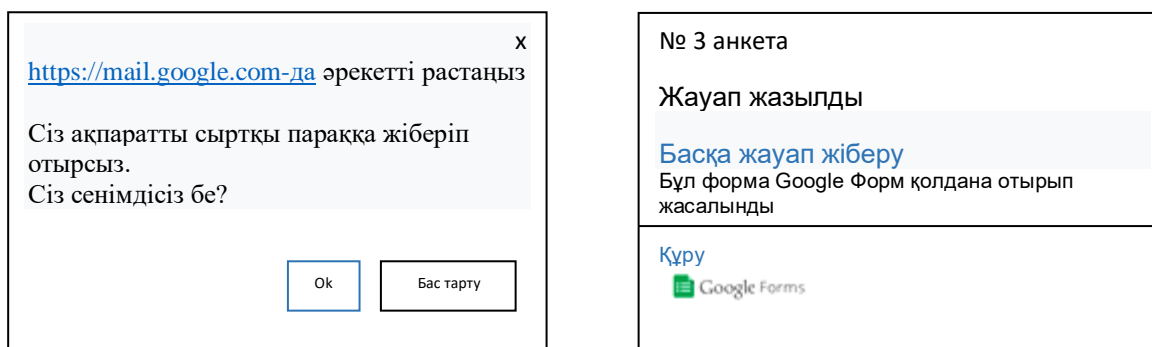 x
https://mail.google.com-да әрекетті растаңыз
Сіз ақпаратты сыртқы параққа жіберіп
отырсыз.
Сіз сенімдісіз бе?
Ok
Бас тарту
№ 3 анкета
Жауап жазылды
Басқа жауап жіберу
Бұл форма Google Форм қолдана отырып
жасалынды
Құру
Google Forms